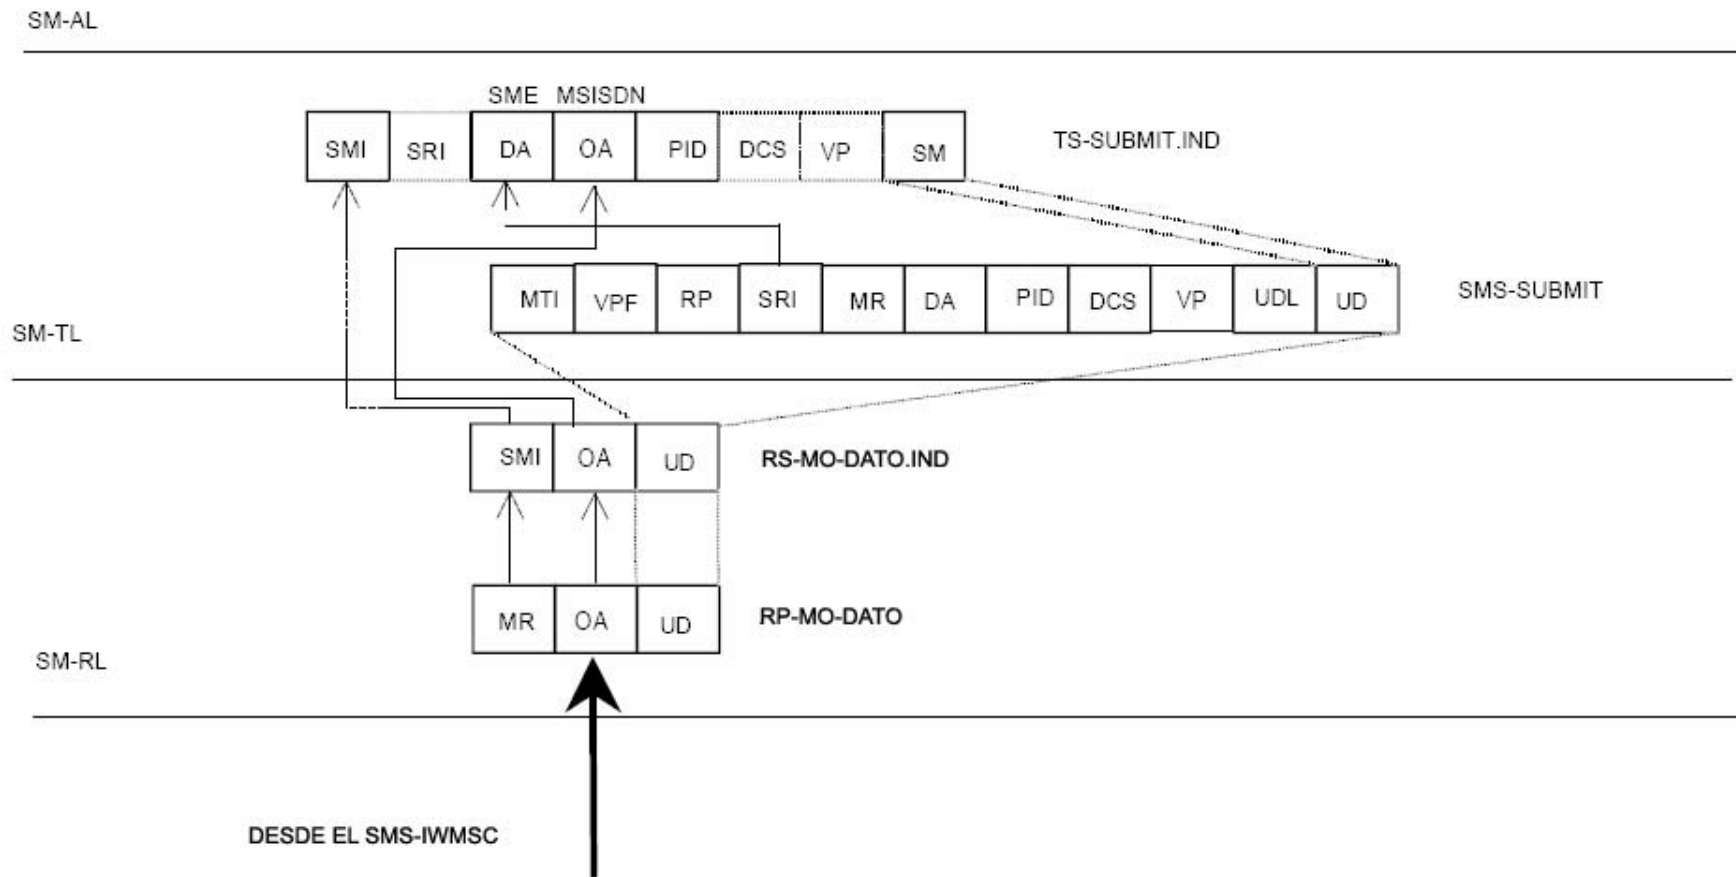 SM-AL
SME MSISDN
SMI SRI DA OA PID DCS VP SM TS-SUBMIT.IND
MTI VPF RP SRI MR DA PID DCS VP UDL UD SMS-SUBMIT
SM-TL
SMI OA UD RS-MO-DATO.IND
MR OA UD RP-MO-DATO
SM-RL
DESDE EL SMS-IWMSC